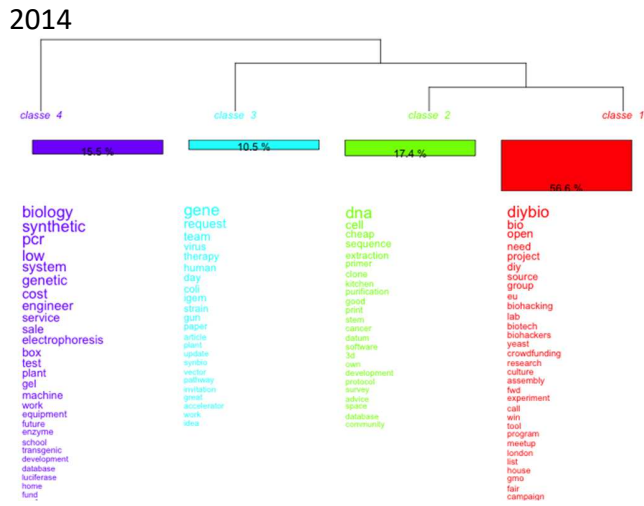 2014
classe 4
classe 3
classe 2
classe 1
15.5 %
10.5 %
17.4 %
56.6 %
biology
synthetic
pcr
low
system
genetic
cost
engineer
service
sale
electrophoresis
box
test
plant
gel
machine
work
equipment
future
enzyme
school
transgenic
development
database
luciferase
home
fund
gene
request
team
virus
therapy
human
day
coli
igem
strain
gun
paper
article
plant
update
synbio
vector
pathway
invitation
great
accelerator
work
idea
dna
cell
cheap
sequence
extraction
primer
clone
kitchen
purification
good
print
stem
cancer
datum
software
3d
own
development
protocol
survey
advice
space
database
community
diybio
bio
open
need
project
diy
source
group
eu
biohacking
lab
biotech
biohackers
yeast
crowdfunding
research
culture
assembly
fwd
experiment
call
win
tool
program
meetup
london
list
house
gmo
fair
campaign